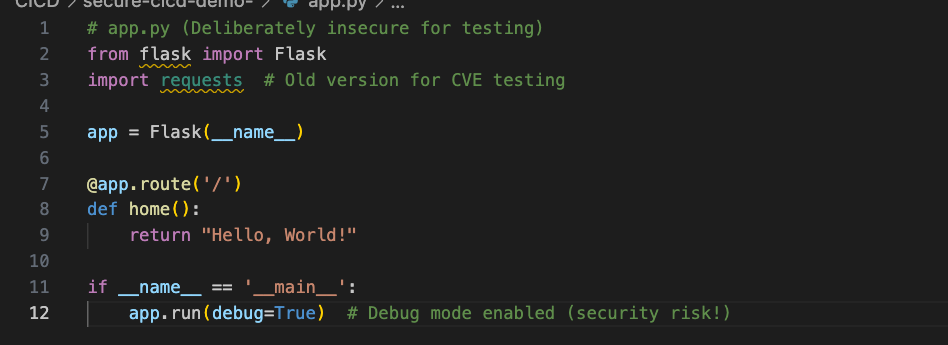 CICD > secure-cicd-demo- > app.py > ...
1 # app.py (Deliberately insecure for testing)
2 from flask import Flask
3 import requests  # Old version for CVE testing
4
5 app = Flask(__name__)
6
7 @app.route('/')
8 def home():
9     return "Hello, World!"
10
11 if __name__ == '__main__':
12     app.run(debug=True)  # Debug mode enabled (security risk!)